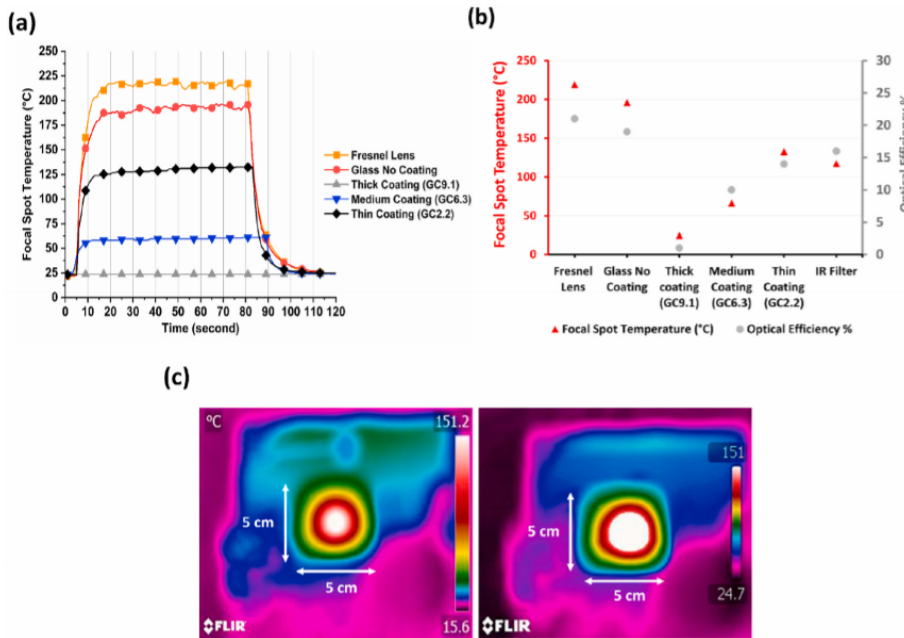 (a)
250
225
200
175
150
125
100
75
50
25
0
Focal Spot Temperature (°C)
0 10 20 30 40 50 60 70 80 90 100 110 120
Time (second)
Fresnel Lens
Glass No Coating
Thick Coating (GC9.1)
Medium Coating (GC6.3)
Thin Coating (GC2.2)
(b)
250
200
150
100
50
0
Focal Spot Temperature (°C)
30
25
20
15
10
5
0
Optical Efficiency %
Fresnel Glass No Thick Medium Thin IR Filter
Lens Coating coating Coating Coating
(GC9.1) (GC6.3) (GC2.2)
Focal Spot Temperature (°C) Optical Efficiency %
(c)
ºC
151.2
5 cm
5 cm
15.6
FLIR
151
5 cm
5 cm
24.7
FLIR